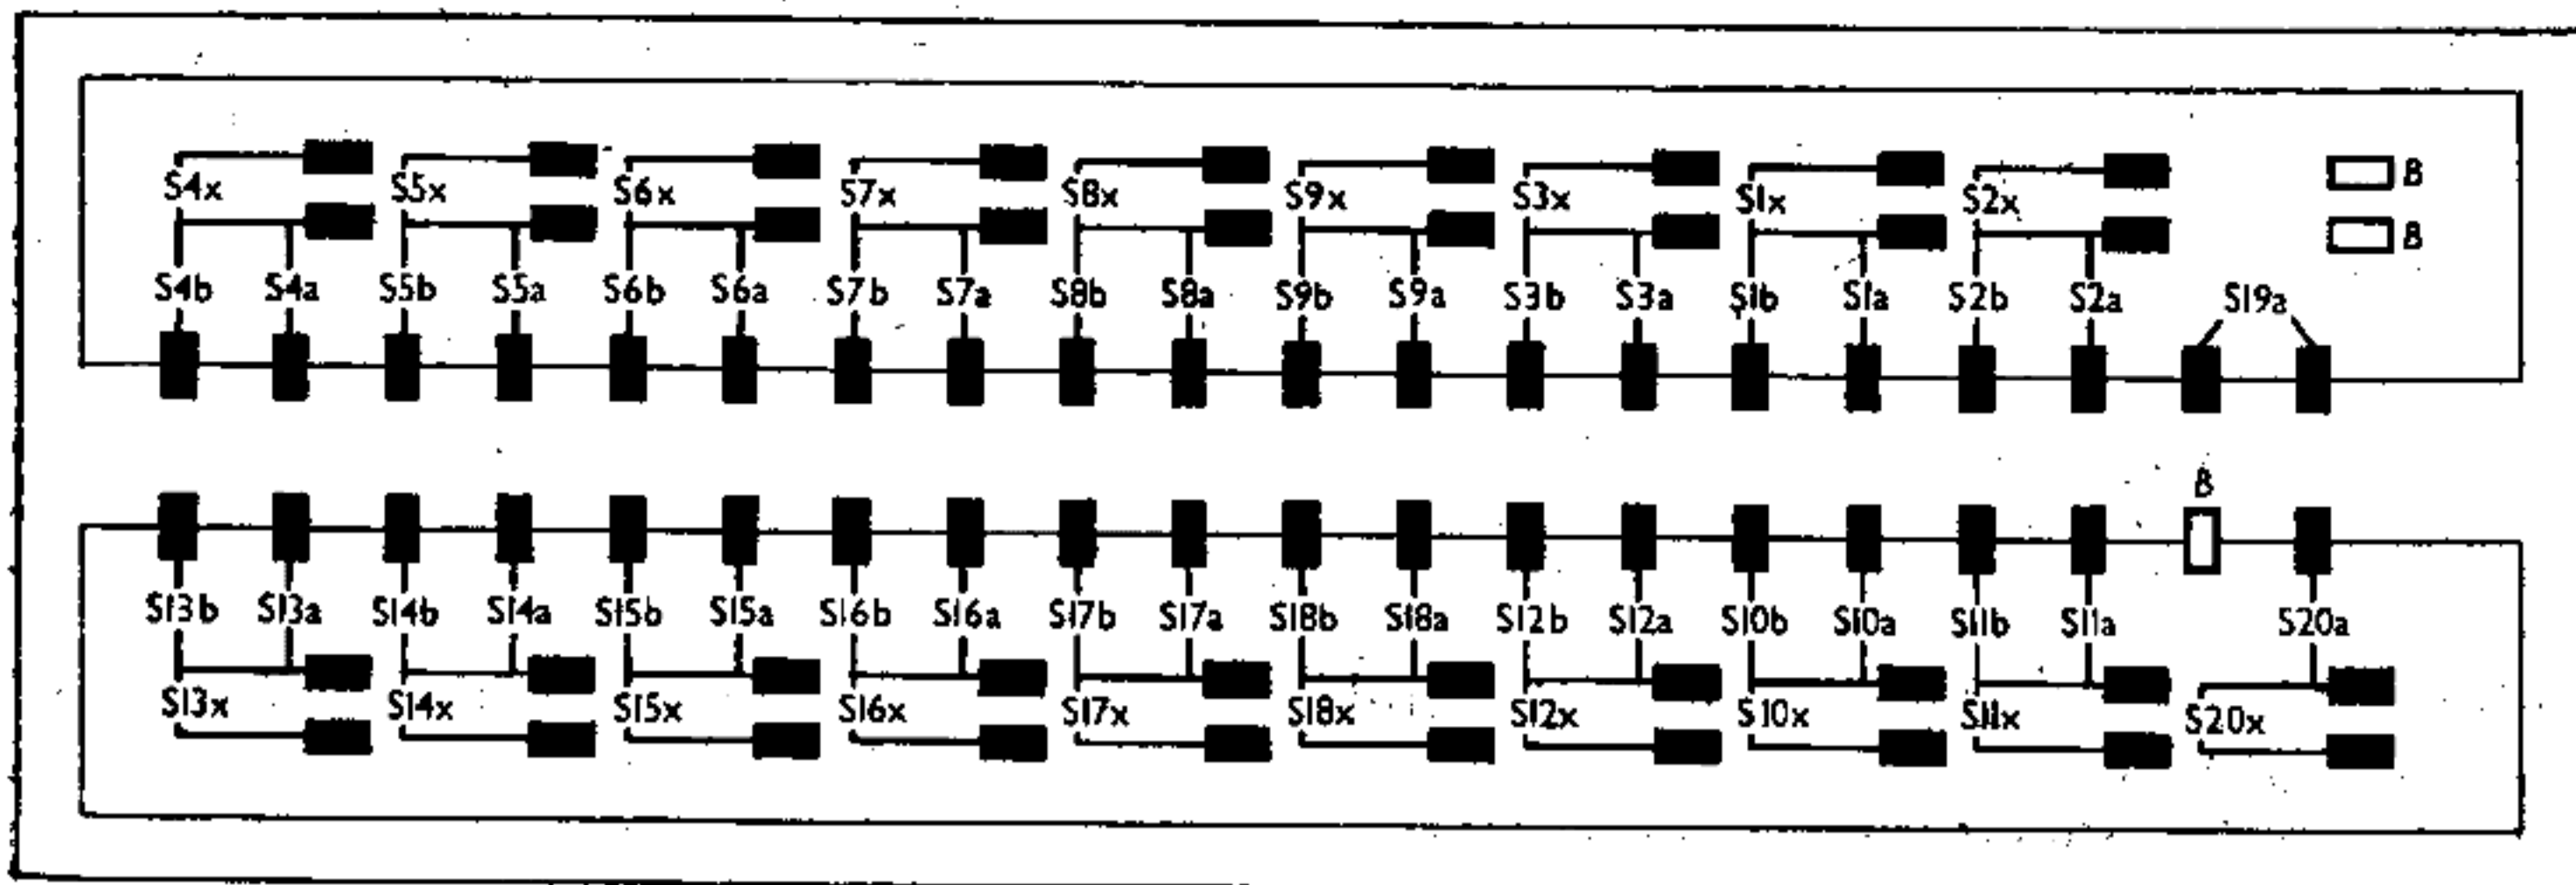 S4x S5x S6x S7x S8x S9x S3x S1x S2x B
B
S4b S4a S5b S5a S6b S6a S7b S7a S8b S8a S9b S9a S3b S3a S1b S1a S2b S2a S19a
B
S13b S13a S14b S14a S15b S15a S16b S16a S17b S17a S18b S18a S12b S12a S10b S10a S11b S11a S20a
S13x S14x S15x S16x S17x S18x S12x S10x S11x S20x